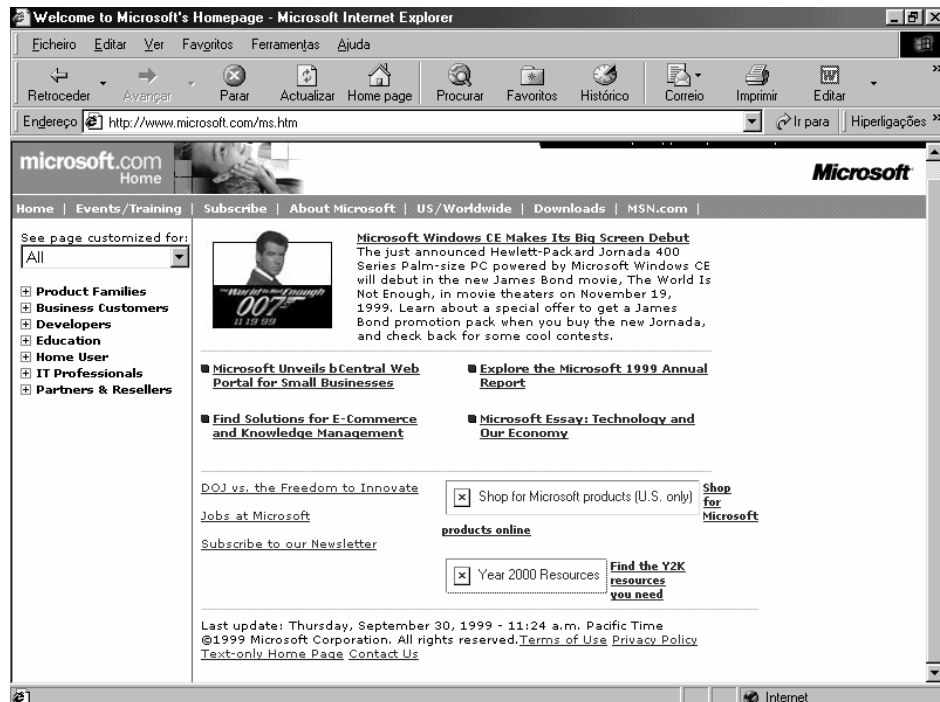 Welcome to Microsoft's Homepage - Microsoft Internet Explorer
Ficheiro Editar Ver Favoritos Ferramentas Ajuda
Retroceder Avançar Parar Actualizar Home page Procurar Favoritos Histórico Correio Imprimir Editar
Endereço http://www.microsoft.com/ms.htm Ir para Hiperligações
microsoft.com
Home
Microsoft
Home | Events/Training | Subscribe | About Microsoft | US/Worldwide | Downloads | MSN.com |
See page customized for:
All
Product Families
Business Customers
Developers
Education
Home User
IT Professionals
Partners & Resellers
The World Is Not Enough
007
11 19 99
Microsoft Windows CE Makes Its Big Screen Debut
The just announced Hewlett-Packard Jornada 400
Series Palm-size PC powered by Microsoft Windows CE
will debut in the new James Bond movie, The World Is
Not Enough, in movie theaters on November 19,
1999. Learn about a special offer to get a James
Bond promotion pack when you buy the new Jornada,
and check back for some cool contests.
Microsoft Unveils bCentral Web
Portal for Small Businesses
Explore the Microsoft 1999 Annual
Report
Find Solutions for E-Commerce
and Knowledge Management
Microsoft Essay: Technology and
Our Economy
DOJ vs. the Freedom to Innovate
Jobs at Microsoft
Subscribe to our Newsletter
Shop for Microsoft products (U.S. only)
Shop
for
Microsoft
products online
Year 2000 Resources
Find the Y2K
resources
you need
Last update: Thursday, September 30, 1999 - 11:24 a.m. Pacific Time
©1999 Microsoft Corporation. All rights reserved.Terms of Use Privacy Policy
Text-only Home Page Contact Us
Internet